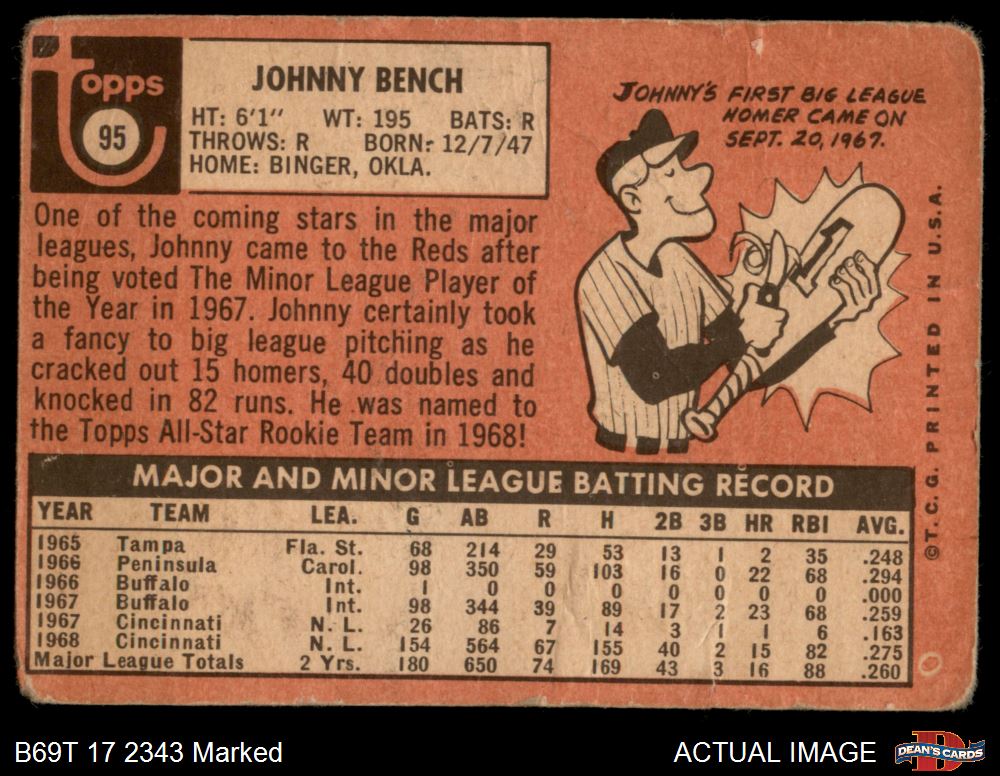 topps
95
JOHNNY BENCH
HT: 6'1" WT: 195 BATS: R
THROWS: R BORN: 12/7/47
HOME: BINGER, OKLA.
JOHNNY'S FIRST BIG LEAGUE
HOMER CAME ON
SEPT. 20, 1967.
1
One of the coming stars in the major
leagues, Johnny came to the Reds after
being voted The Minor League Player of
the Year in 1967. Johnny certainly took
a fancy to big league pitching as he
cracked out 15 homers, 40 doubles and
knocked in 82 runs. He was named to
the Topps All-Star Rookie Team in 1968!
MAJOR AND MINOR LEAGUE BATTING RECORD
YEAR TEAM LEA. G AB R H 2B 3B HR RBI AVG.
1965 Tampa Fla. St. 68 214 29 53 13 1 2 35 .248
1966 Peninsula Carol. 98 350 59 103 16 0 22 68 .294
1966 Buffalo Int. 1 0 0 0 0 0 0 0 .000
1967 Buffalo Int. 98 344 39 89 17 2 23 68 .259
1967 Cincinnati N. L. 26 86 7 14 3 1 1 6 .163
1968 Cincinnati N. L. 154 564 67 155 40 2 15 82 .275
Major League Totals 2 Yrs. 180 650 74 169 43 3 16 88 .260
©T. C. G. PRINTED IN U.S.A.
B69T 17 2343 Marked
ACTUAL IMAGE
D
DEAN'S CARDS